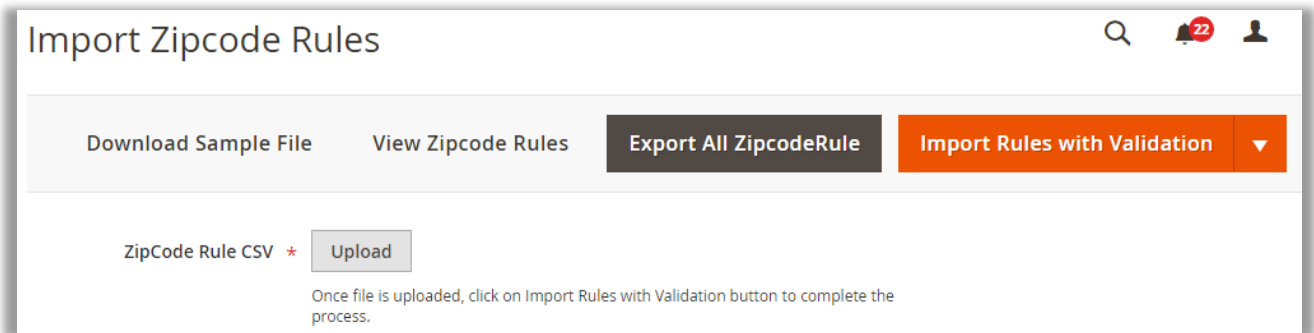 Import Zipcode Rules
22
Download Sample File View Zipcode Rules Export All ZipcodeRule Import Rules with Validation
ZipCode Rule CSV * Upload
Once file is uploaded, click on Import Rules with Validation button to complete the
process.